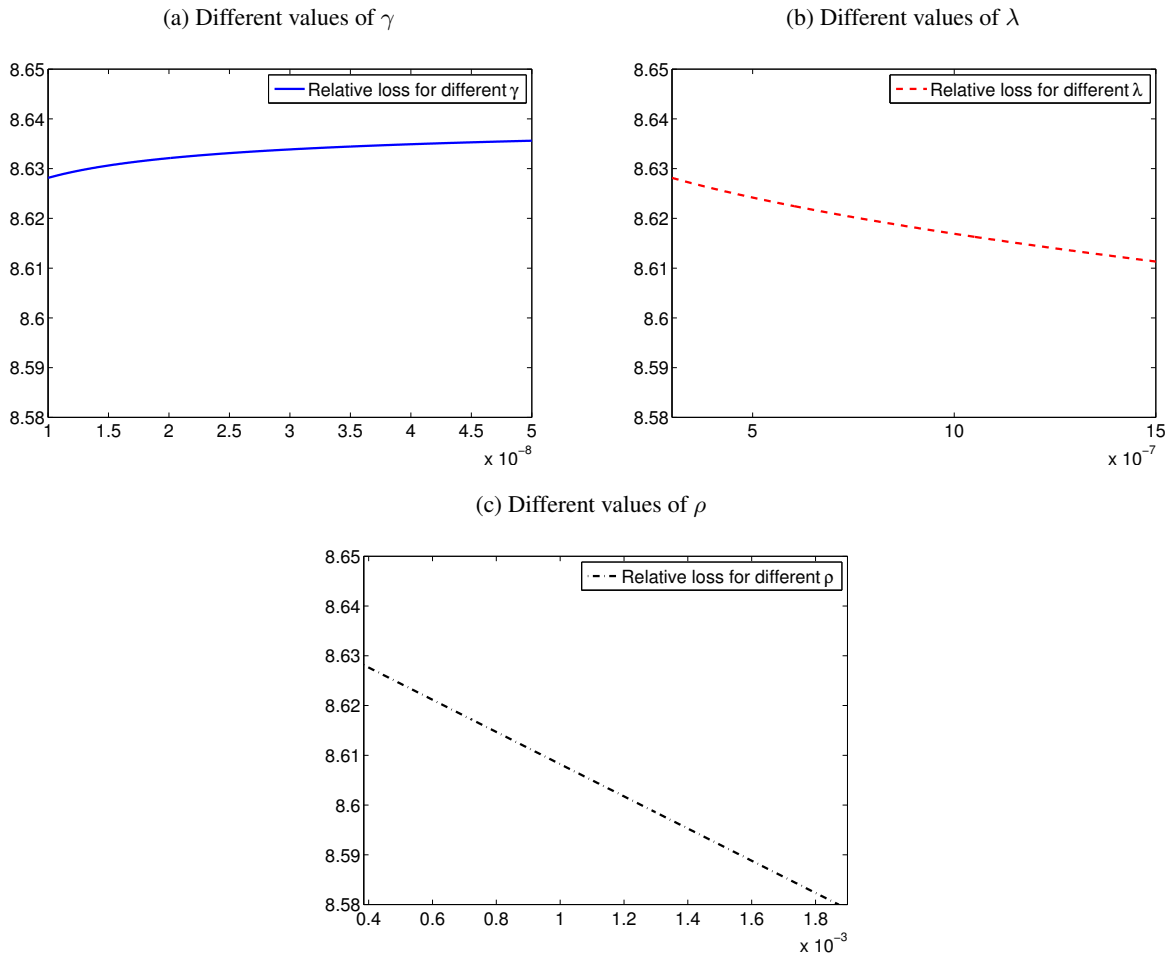 (a) Different values of γ
8.65
8.64
8.63
8.62
8.61
8.6
8.59
8.58
1 1.5 2 2.5 3 3.5 4 4.5 5
x 10⁻⁸
Relative loss for different γ
(b) Different values of λ
8.65
8.64
8.63
8.62
8.61
8.6
8.59
8.58
5 10 15
x 10⁻⁷
Relative loss for different λ
(c) Different values of ρ
8.65
8.64
8.63
8.62
8.61
8.6
8.59
8.58
0.4 0.6 0.8 1 1.2 1.4 1.6 1.8
x 10⁻³
Relative loss for different ρ